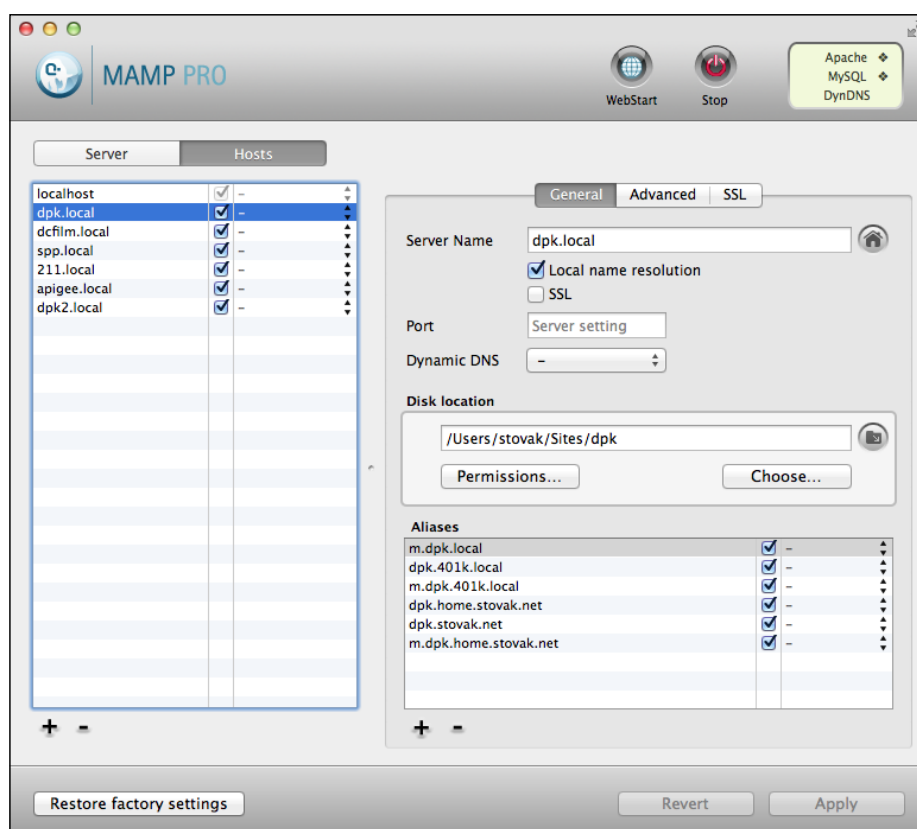 MAMP PRO
WebStart
Stop
Apache
MySQL
DynDNS
Server
Hosts
localhost –
dpk.local –
dcfilm.local –
spp.local –
211.local –
apigee.local –
dpk2.local –
General
Advanced
SSL
Server Name
dpk.local
Local name resolution
SSL
Port
Server setting
Dynamic DNS
–
Disk location
/Users/stovak/Sites/dpk
Permissions...
Choose...
Aliases
m.dpk.local –
dpk.401k.local –
m.dpk.401k.local –
dpk.home.stovak.net –
dpk.stovak.net –
m.dpk.home.stovak.net –
+ -
+ -
Restore factory settings
Revert
Apply